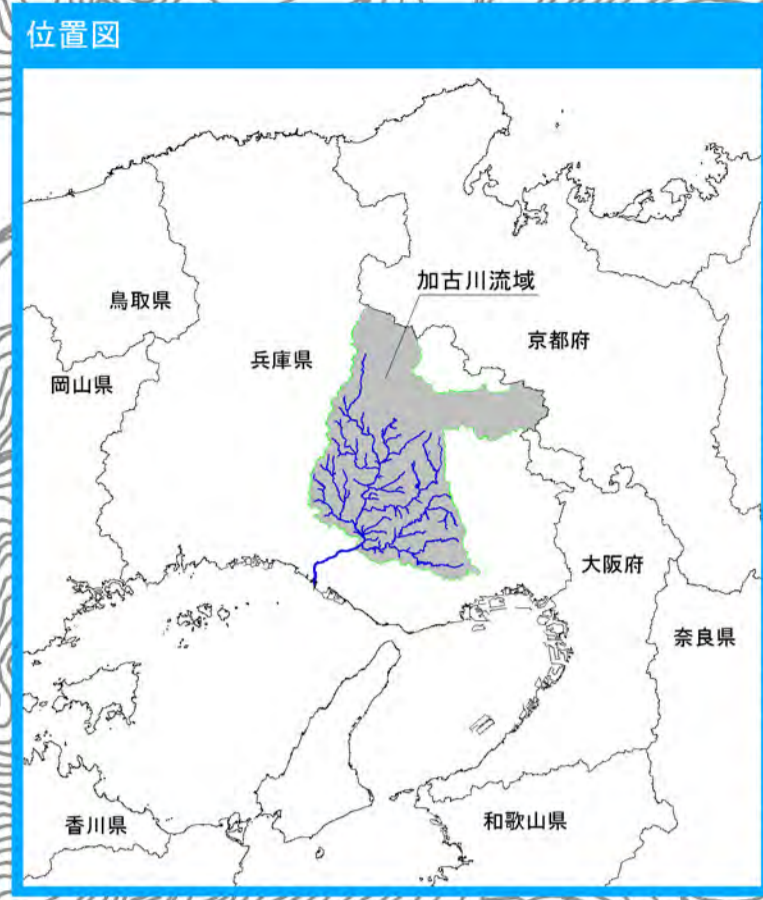 位置図
加古川流域
鳥取県
京都府
兵庫県
岡山県
大阪府
奈良県
香川県
和歌山県